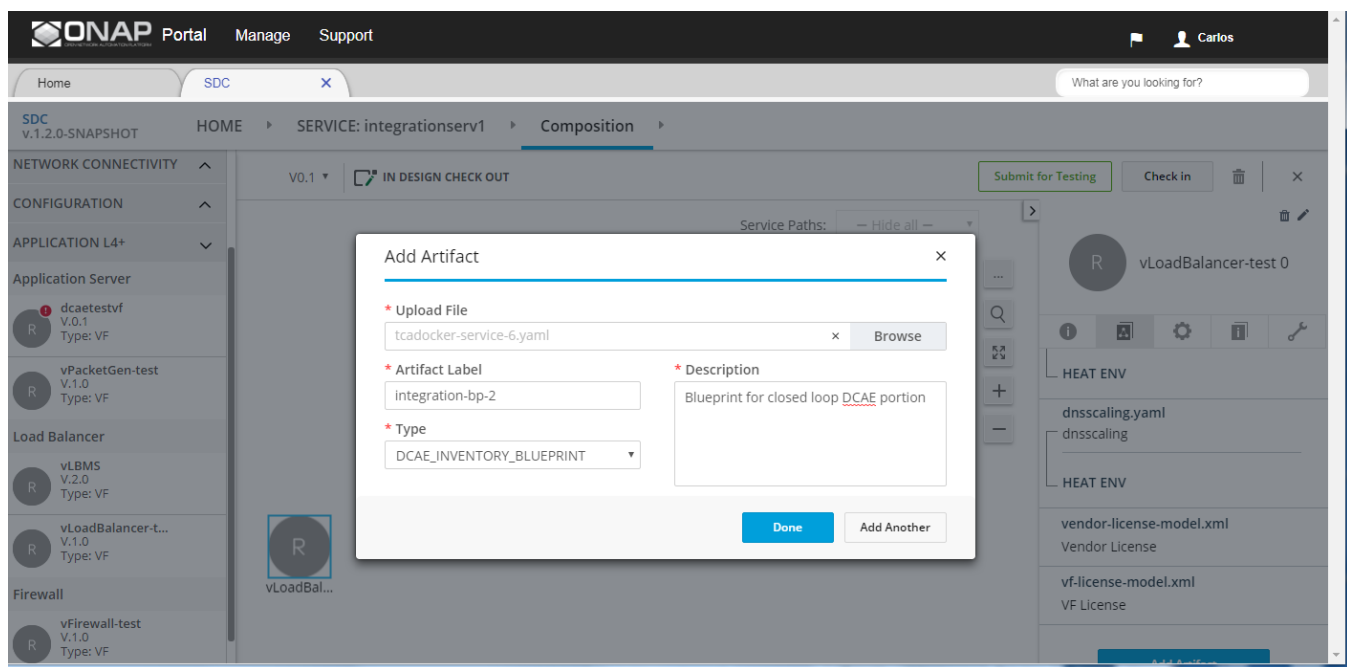 ONAP Portal Manage Support Carlos
OPEN NETWORK AUTOMATION PLATFORM
Home SDC × What are you looking for?
SDC
v.1.2.0-SNAPSHOT
HOME SERVICE: integrationserv1 Composition
NETWORK CONNECTIVITY
CONFIGURATION
APPLICATION L4+
Application Server
R
dcaetestvf
V.0.1
Type: VF
R
vPacketGen-test
V.1.0
Type: VF
Load Balancer
R
vLBMS
V.2.0
Type: VF
R
vLoadBalancer-t...
V.1.0
Type: VF
Firewall
R
vFirewall-test
V.1.0
Type: VF
V0.1 IN DESIGN CHECK OUT
Submit for Testing Check in ×
Service Paths: — Hide all —
...
R
vLoadBal...
Add Artifact ×
* Upload File
tcadocker-service-6.yaml × Browse
* Artifact Label
integration-bp-2
* Type
DCAE_INVENTORY_BLUEPRINT
* Description
Blueprint for closed loop DCAE portion
Done Add Another
R vLoadBalancer-test 0
HEAT ENV
dnsscaling.yaml
dnsscaling
HEAT ENV
vendor-license-model.xml
Vendor License
vf-license-model.xml
VF License
Add Artifact